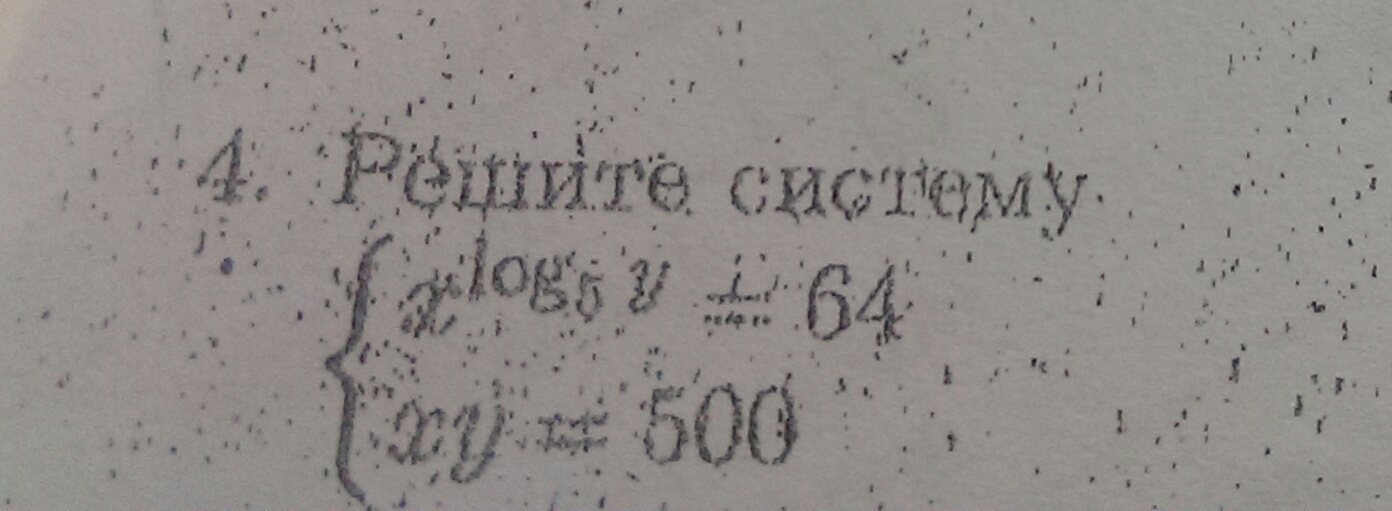 4. Решите систему
x^{log_5 y} = 64
xy = 500